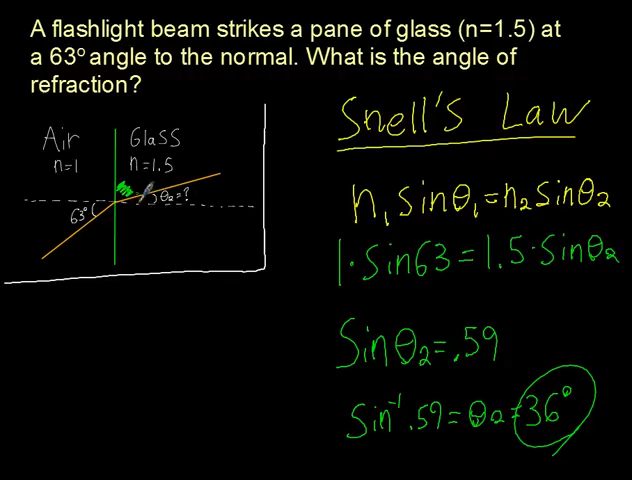 A flashlight beam strikes a pane of glass (n=1.5) at
a 63° angle to the normal. What is the angle of
refraction?
Snell's Law
Air
n=1
Glass
n=1.5
63°
θ₂=?
n₁ sinθ₁=n₂ sinθ₂
1·sin63=1.5·sinθ₂
Sinθ₂=.59
Sin⁻¹.59=θ₂=36°